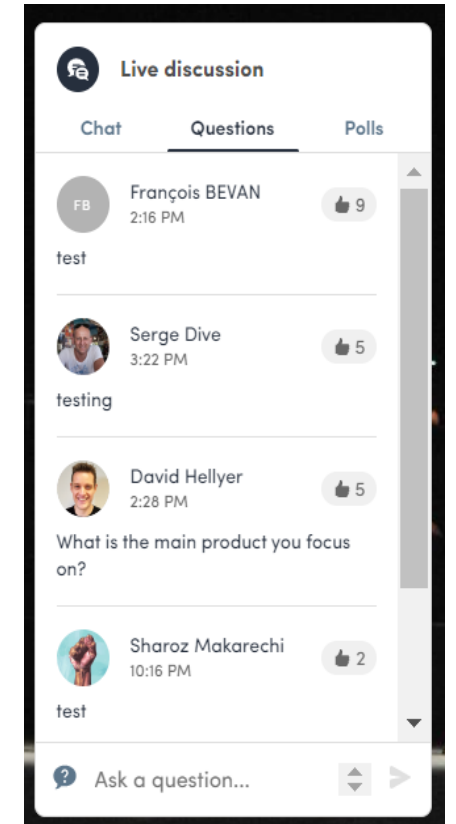 Live discussion
Chat Questions Polls
FB
François BEVAN
2:16 PM
9
test
Serge Dive
3:22 PM
5
testing
David Hellyer
2:28 PM
5
What is the main product you focus
on?
Sharoz Makarechi
10:16 PM
2
test
? Ask a question...